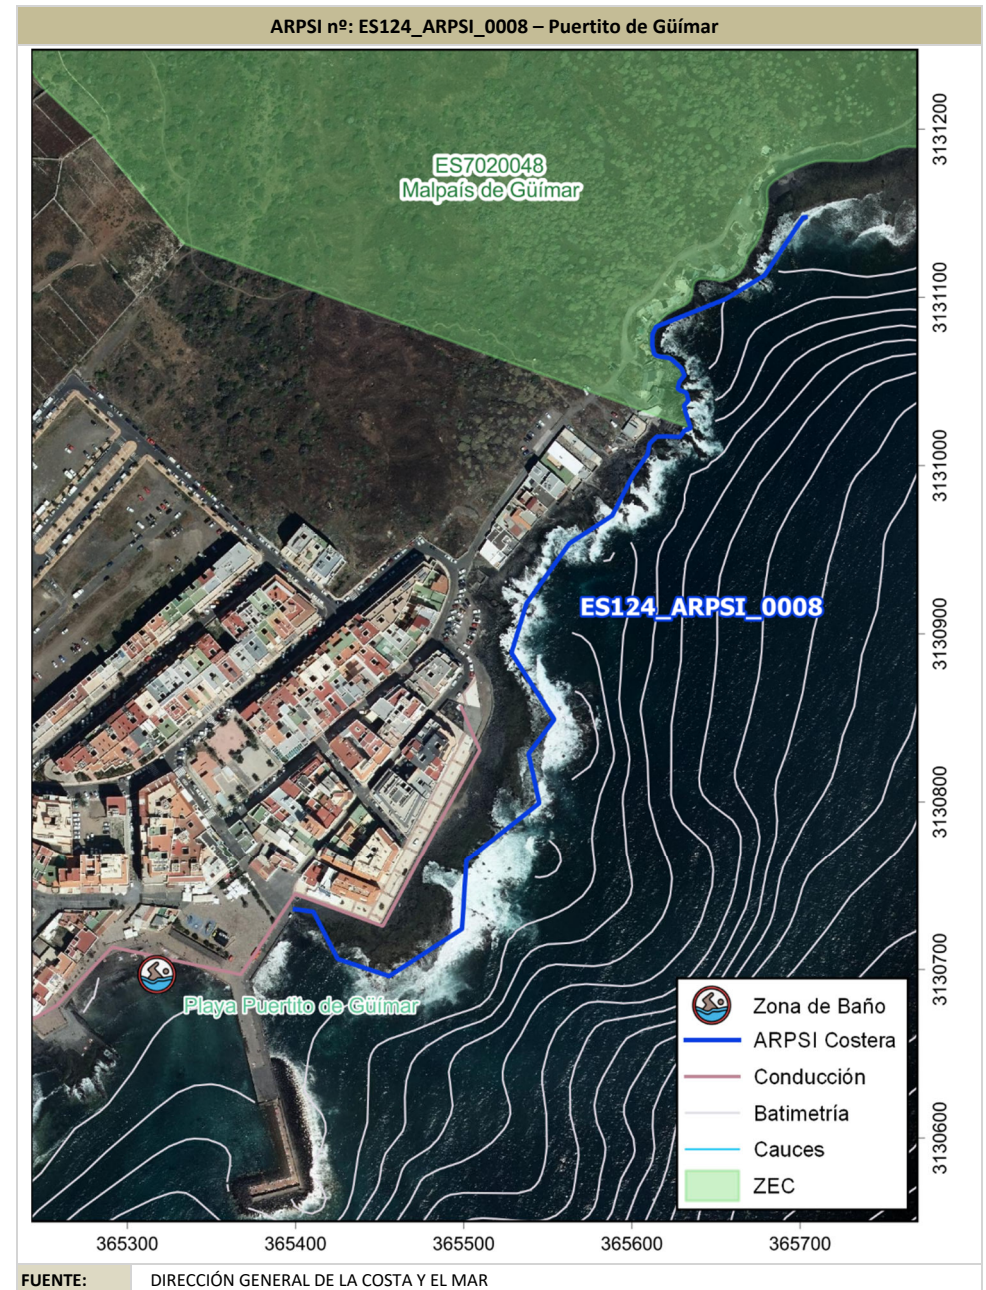 ARPSI nº: ES124_ARPSI_0008 – Puertito de Güímar
ES7020048
Malpaís de Güímar
3131200
3131100
3131000
ES124_ARPSI_0008
3130900
3130800
3130700
Playa Puertito de Güímar
Zona de Baño
ARPSI Costera
Conducción
Batimetría
Cauces
ZEC
3130600
365300 365400 365500 365600 365700
FUENTE: DIRECCIÓN GENERAL DE LA COSTA Y EL MAR